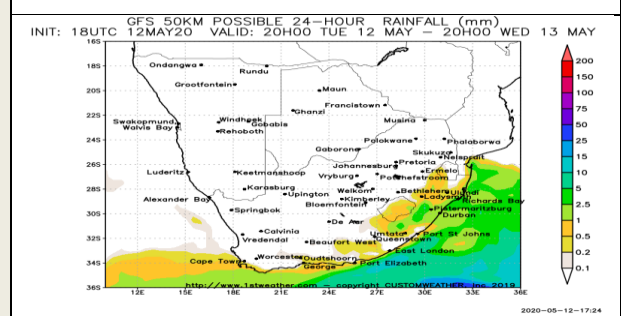 GFS 50KM POSSIBLE 24-HOUR RAINFALL (mm)
INIT: 18UTC 12MAY20 VALID: 20H00 TUE 12 MAY - 20H00 WED 13 MAY
16S
18S
20S
22S
24S
26S
28S
30S
32S
34S
36S
Ondangwa
Rundu
Grootfontein
Maun
Francistown
Ghanzi
Swakopmund
Walvis Bay
Windhoek
Gobabis
Rehoboth
Musina
Polokwane
Phalaborwa
Gaborone
Skukuza
Nelspruit
Johannesburg
Pretoria
Luderitz
Keetmanshoop
Vryburg
Potchefstroom
Ermelo
Karasburg
Upington
Welkom
Bethlehem
Ulundi
Alexander Bay
Kimberley
Ladysmith
Richards Bay
Springbok
Bloemfontein
Pietermaritzburg
Durban
De Aar
Calvinia
Vredendal
Umtata
Port St Johns
Beaufort West
Queenstown
East London
Cape Town
Worcester
Oudtshoorn
George
Port Elizabeth
http://www.1stweather.com - copyright CUSTOMWEATHER, Inc 2019
12E 15E 18E 21E 24E 27E 30E 33E 36E
200
150
100
75
50
25
15
10
5
2.5
1
0.5
0.2
0.1
2020-05-12-17:24